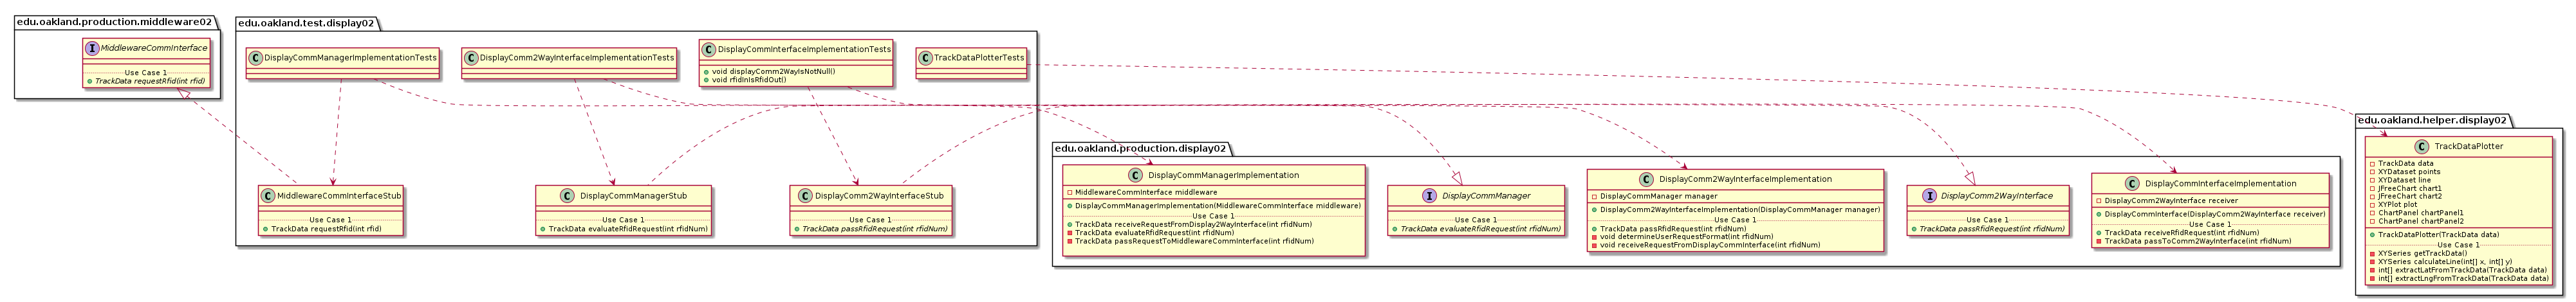 edu.oakland.production.middleware02
I MiddlewareCommInterface
Use Case 1
TrackData requestRfid(int rfid)
edu.oakland.test.display02
C DisplayCommManagerImplementationTests
C DisplayComm2WayInterfaceImplementationTests
C DisplayCommInterfaceImplementationTests
void displayComm2WayIsNotNull()
void rfidInIsRfidOut()
C TrackDataPlotterTests
C MiddlewareCommInterfaceStub
Use Case 1
TrackData requestRfid(int rfid)
C DisplayCommManagerStub
Use Case 1
TrackData evaluateRfidRequest(int rfidNum)
C DisplayComm2WayInterfaceStub
Use Case 1
TrackData passRfidRequest(int rfidNum)
edu.oakland.production.display02
C DisplayCommManagerImplementation
MiddlewareCommInterface middleware
DisplayCommManagerImplementation(MiddlewareCommInterface middleware)
Use Case 1
TrackData receiveRequestFromDisplay2WayInterface(int rfidNum)
TrackData evaluateRfidRequest(int rfidNum)
TrackData passRequestToMiddlewareCommInterface(int rfidNum)
I DisplayCommManager
Use Case 1
TrackData evaluateRfidRequest(int rfidNum)
C DisplayComm2WayInterfaceImplementation
DisplayCommManager manager
DisplayComm2WayInterfaceImplementation(DisplayCommManager manager)
Use Case 1
TrackData passRfidRequest(int rfidNum)
void determineUserRequestFormat(int rfidNum)
void receiveRequestFromDisplayCommInterface(int rfidNum)
I DisplayComm2WayInterface
Use Case 1
TrackData passRfidRequest(int rfidNum)
C DisplayCommInterfaceImplementation
DisplayComm2WayInterface receiver
DisplayCommInterface(DisplayComm2WayInterface receiver)
Use Case 1
TrackData receiveRfidRequest(int rfidNum)
TrackData passToComm2WayInterface(int rfidNum)
edu.oakland.helper.display02
C TrackDataPlotter
TrackData data
XYDataset points
XYDataset line
JFreeChart chart1
JFreeChart chart2
XYPlot plot
ChartPanel chartPanel1
ChartPanel chartPanel2
TrackDataPlotter(TrackData data)
Use Case 1
XYSeries getTrackData()
XYSeries calculateLine(int[] x, int[] y)
int[] extractLatFromTrackData(TrackData data)
int[] extractLngFromTrackData(TrackData data)